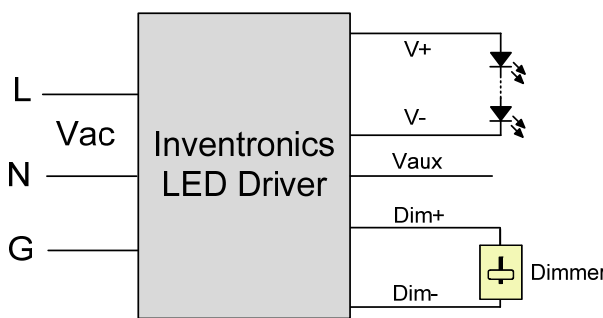 L
Vac
N
G
Inventronics
LED Driver
V+
V-
Vaux
Dim+
Dimmer
Dim-